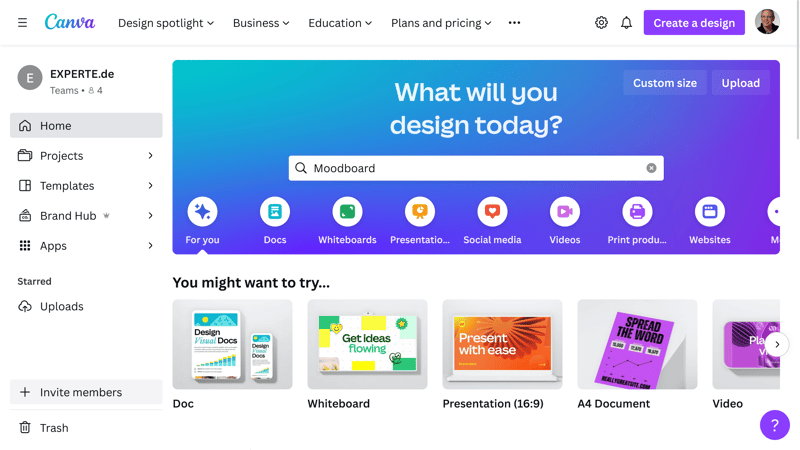 Canva
Design spotlight
Business
Education
Plans and pricing
Create a design
E
EXPERTE.de
Teams • 4
Home
Projects
Templates
Brand Hub
Apps
Starred
Uploads
Invite members
Trash
What will you
design today?
Custom size
Upload
Moodboard
For you
Docs
Whiteboards
Presentatio...
Social media
Videos
Print produ...
Websites
You might want to try...
Design
Visual Docs
Design
Visual Docs
Doc
Get ideas
flowing
Whiteboard
Present
with ease
Presentation (16:9)
SPREAD
THE WORD
REALLYGREATSITE.COM
A4 Document
Video
?